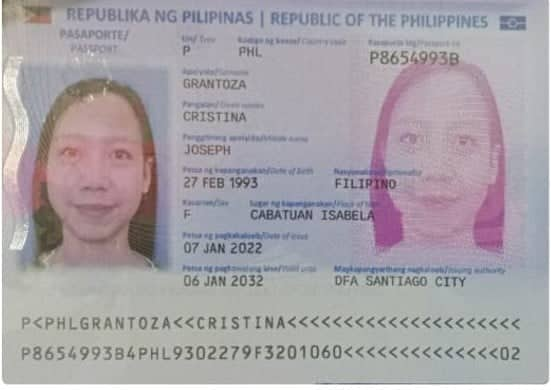 REPUBLIKA NG PILIPINAS | REPUBLIC OF THE PHILIPPINES
PASAPORTE/
PASSPORT
Uri/Type
Kodigo ng bansa/Country code
Pasaporte blg/Passport no.
P
PHL
P8654993B
Apelyido/Surname
GRANTOZA
Pangalan/Given names
CRISTINA
Panggitnang apelyido/Middle name
JOSEPH
Petsa ng kapanganakan/Date of birth
Nasyonalidad/Nationality
27 FEB 1993
FILIPINO
Kasarian/Sex
Lugar ng kapanganakan/Place of birth
F
CABATUAN ISABELA
Petsa ng pagkakaloob/Date of issue
07 JAN 2022
Petsa ng pagkawalang bisa/Valid until
Maykapangyarihang nagkaloob/Issuing authority
06 JAN 2032
DFA SANTIAGO CITY
P<PHLGRANTOZA<<CRISTINA<<<<<<<<<<<<<<<<<<<<<
P8654993B4PHL9302279F3201060<<<<<<<<<<<<<<02